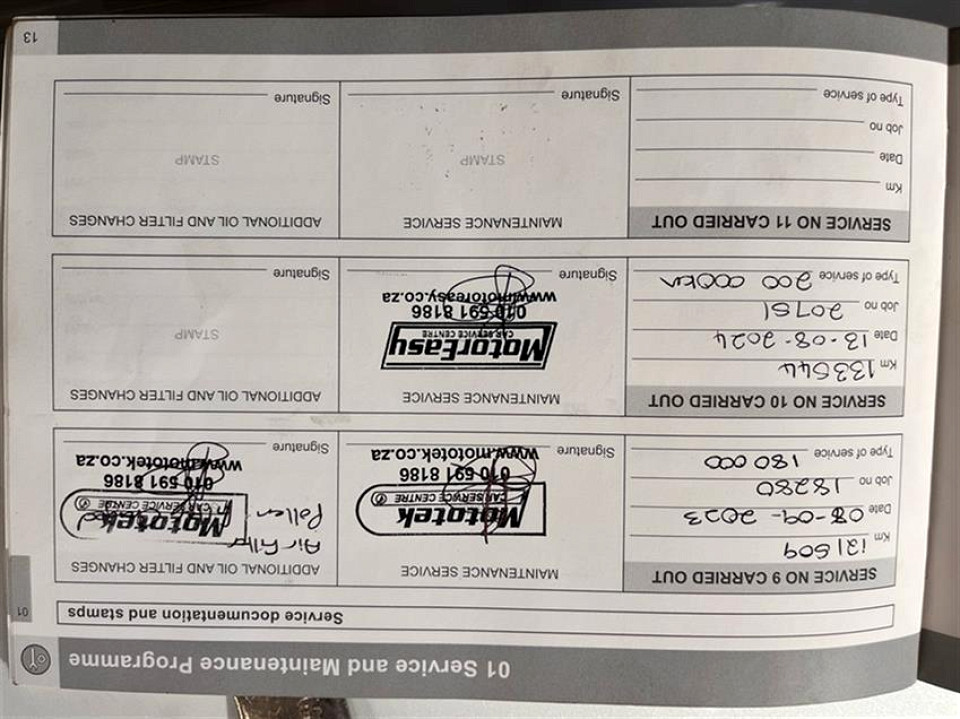 01 Service and Maintenance Programme
Service documentation and stamps
01
SERVICE NO 9 CARRIED OUT
Km 121509
Date 08-09-2023
Job no 18280
Type of service 180 000
MAINTENANCE SERVICE
Mototek
CAR SERVICE CENTRE
010 591 8186
www.mototek.co.za
Signature
ADDITIONAL OIL AND FILTER CHANGES
Air Filter
Pollen
Mototek
CAR SERVICE CENTRE
010 591 8186
www.mototek.co.za
Signature
SERVICE NO 10 CARRIED OUT
Km 133544
Date 13-08-2024
Job no 20751
Type of service 200 000km
MAINTENANCE SERVICE
MotorEasy
CAR SERVICE CENTRE
010 591 8186
www.motoreasy.co.za
Signature
ADDITIONAL OIL AND FILTER CHANGES
STAMP
Signature
SERVICE NO 11 CARRIED OUT
Km
Date
Job no
Type of service
MAINTENANCE SERVICE
STAMP
Signature
ADDITIONAL OIL AND FILTER CHANGES
STAMP
Signature
13